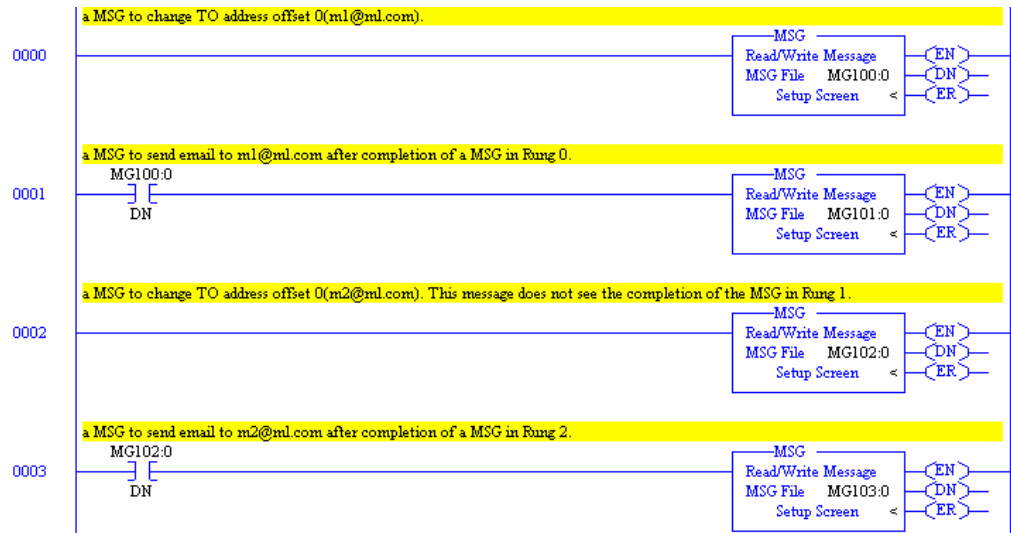 a MSG to change TO address offset 0(m1@ml.com).
0000
MSG
Read/Write Message
MSG File MG100:0
Setup Screen <
EN
DN
ER
a MSG to send email to m1@ml.com after completion of a MSG in Rung 0.
0001
MG100:0
DN
MSG
Read/Write Message
MSG File MG101:0
Setup Screen <
EN
DN
ER
a MSG to change TO address offset 0(m2@ml.com). This message does not see the completion of the MSG in Rung 1.
0002
MSG
Read/Write Message
MSG File MG102:0
Setup Screen <
EN
DN
ER
a MSG to send email to m2@ml.com after completion of a MSG in Rung 2.
0003
MG102:0
DN
MSG
Read/Write Message
MSG File MG103:0
Setup Screen <
EN
DN
ER